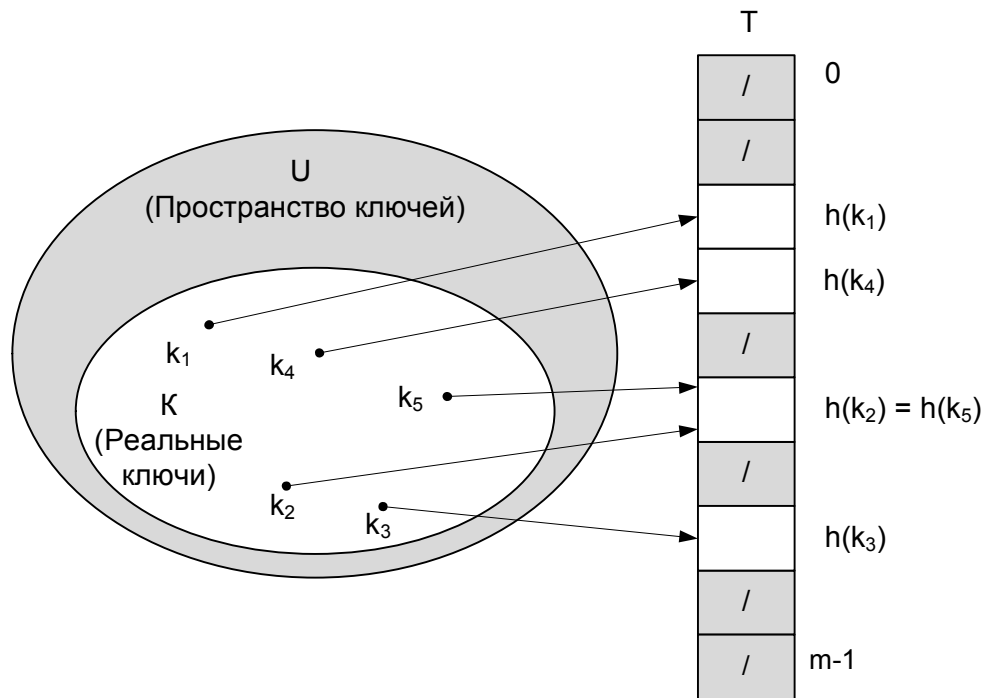 T
0
/
/
U
(Пространство ключей)
h(k₁)
h(k₄)
k₁
k₄
/
k₅
K
(Реальные
ключи)
h(k₂) = h(k₅)
/
k₂
k₃
h(k₃)
/
/
m-1